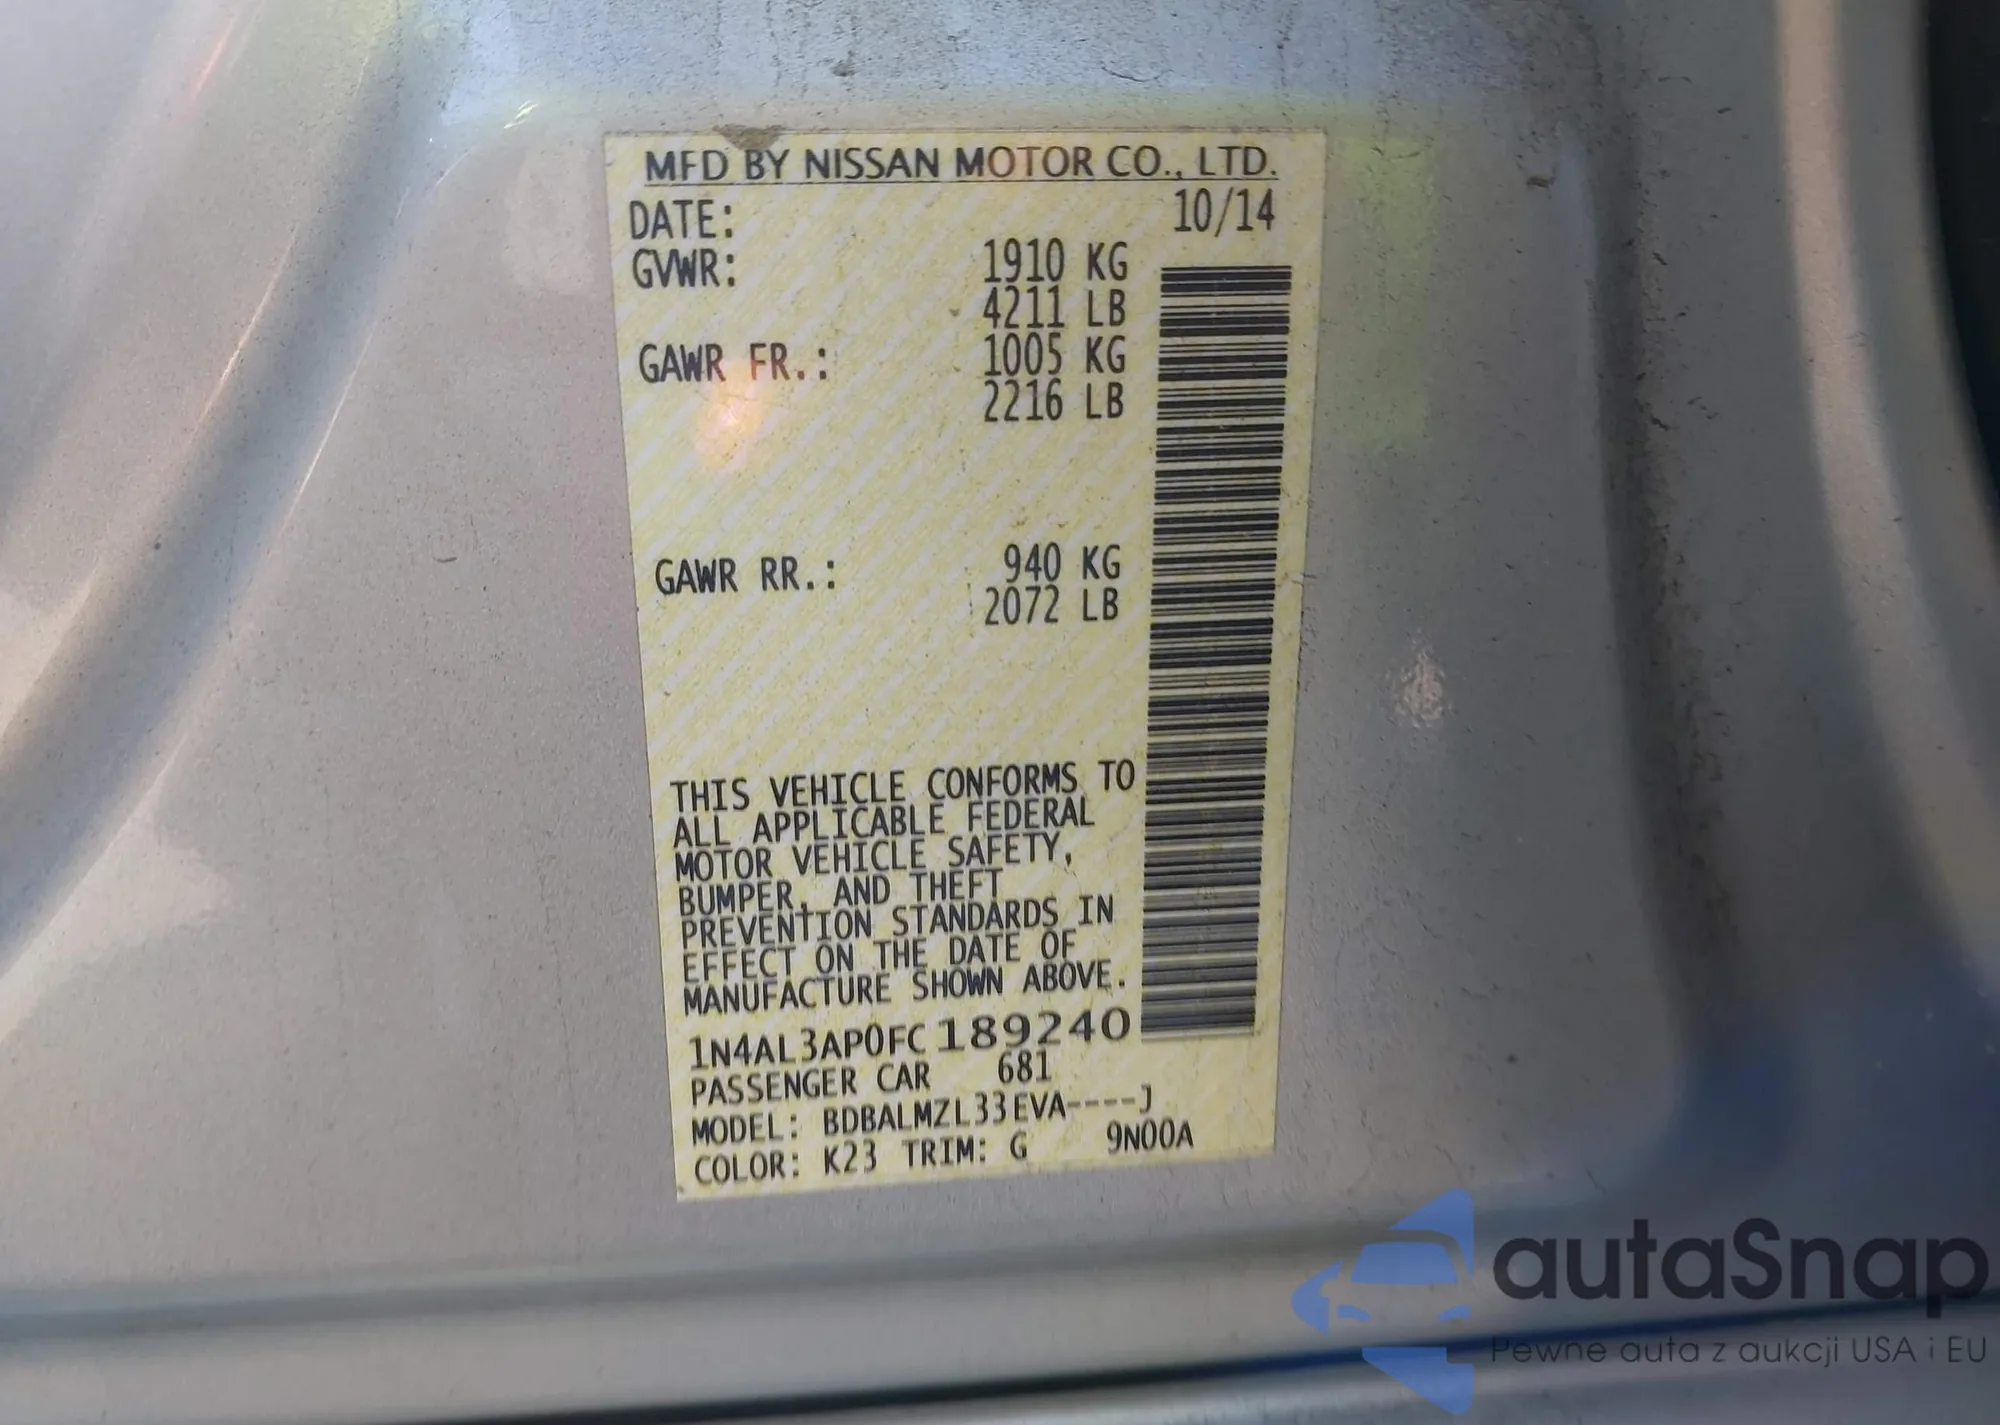 MFD BY NISSAN MOTOR CO., LTD.
DATE: 10/14
GVWR: 1910 KG
4211 LB
GAWR FR.: 1005 KG
2216 LB
GAWR RR.: 940 KG
2072 LB
THIS VEHICLE CONFORMS TO
ALL APPLICABLE FEDERAL
MOTOR VEHICLE SAFETY,
BUMPER, AND THEFT
PREVENTION STANDARDS IN
EFFECT ON THE DATE OF
MANUFACTURE SHOWN ABOVE.
1N4AL3AP0FC189240
PASSENGER CAR 681
MODEL: BDBALMZL33EVA----J
COLOR: K23 TRIM: G 9N00A
autaSnap
Pewne auta z aukcji USA i EU